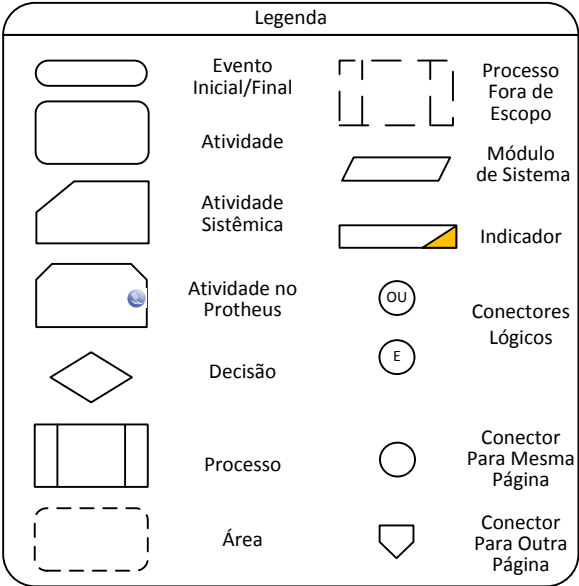 Legenda
Evento
Inicial/Final
Atividade
Atividade
Sistêmica
Atividade no
Protheus
Decisão
Processo
Área
Processo
Fora de
Escopo
Módulo
de Sistema
Indicador
OU
E
Conectores
Lógicos
Conector
Para Mesma
Página
Conector
Para Outra
Página